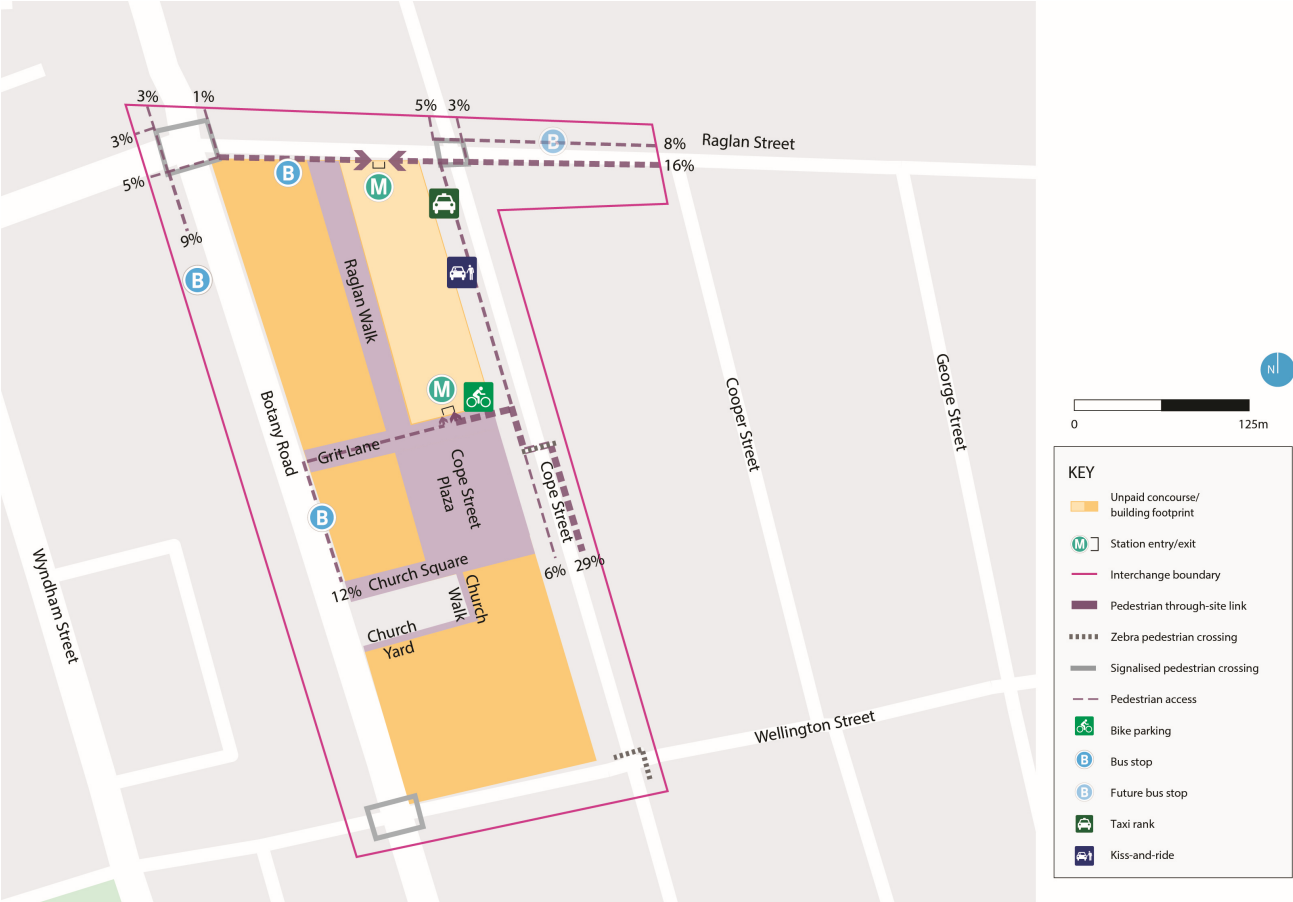 3%
1%
5%
3%
3%
8%
Raglan Street
16%
5%
9%
B
B
B
M
Raglan Walk
M
N
Botany Road
Grit Lane
Cope Street
Plaza
Cope Street
Cooper Street
George Street
B
Church Square
12%
6%
29%
Church
Walk
Church
Yard
Wyndham Street
Wellington Street
0
125m
KEY
Unpaid concourse/
building footprint
M
Station entry/exit
Interchange boundary
Pedestrian through-site link
Zebra pedestrian crossing
Signalised pedestrian crossing
Pedestrian access
Bike parking
B
Bus stop
B
Future bus stop
Taxi rank
Kiss-and-ride